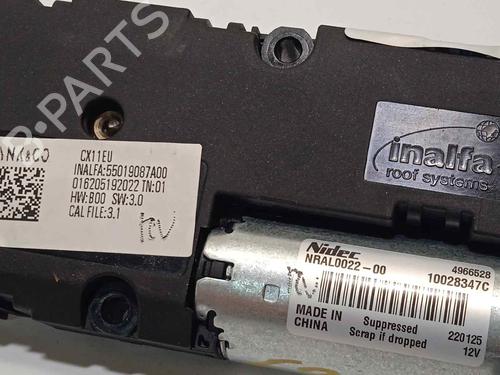 B-PARTS
CX11EU
INALFA:55019087A00
016205192022 TN:01
HW:B00 SW:3.0
CAL FILE:3.1
inalfa
roof systems
Nidec
NRAL0022-00
4966528
10028347C
MADE IN
CHINA
Suppressed
Scrap if dropped
220125
12V